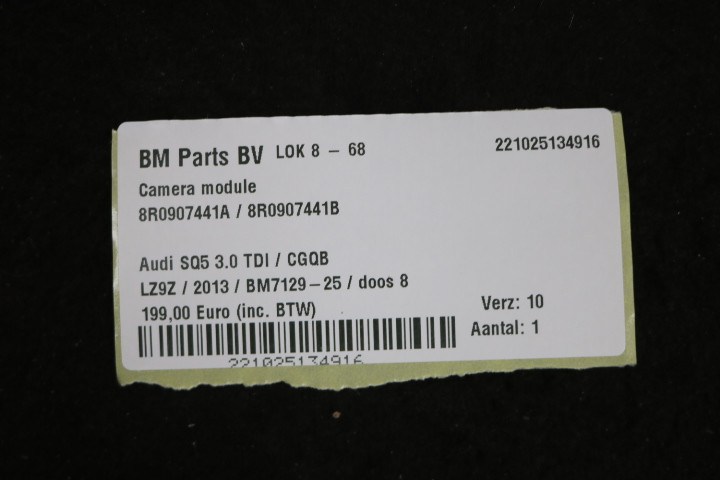 BM Parts BV LOK 8 – 68 221025134916
Camera module
8R0907441A / 8R0907441B
Audi SQ5 3.0 TDI / CGQB
LZ9Z / 2013 / BM7129–25 / doos 8
199,00 Euro (inc. BTW) Verz: 10
Aantal: 1
221025134916